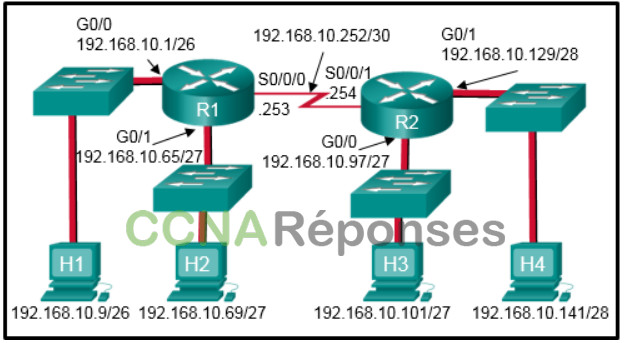 G0/0
192.168.10.1/26
192.168.10.252/30
G0/1
192.168.10.129/28
S0/0/0
S0/0/1
.253
.254
R1
R2
G0/1
192.168.10.65/27
G0/0
192.168.10.97/27
CCNA Réponses
H1
H2
H3
H4
192.168.10.9/26
192.168.10.69/27
192.168.10.101/27
192.168.10.141/28